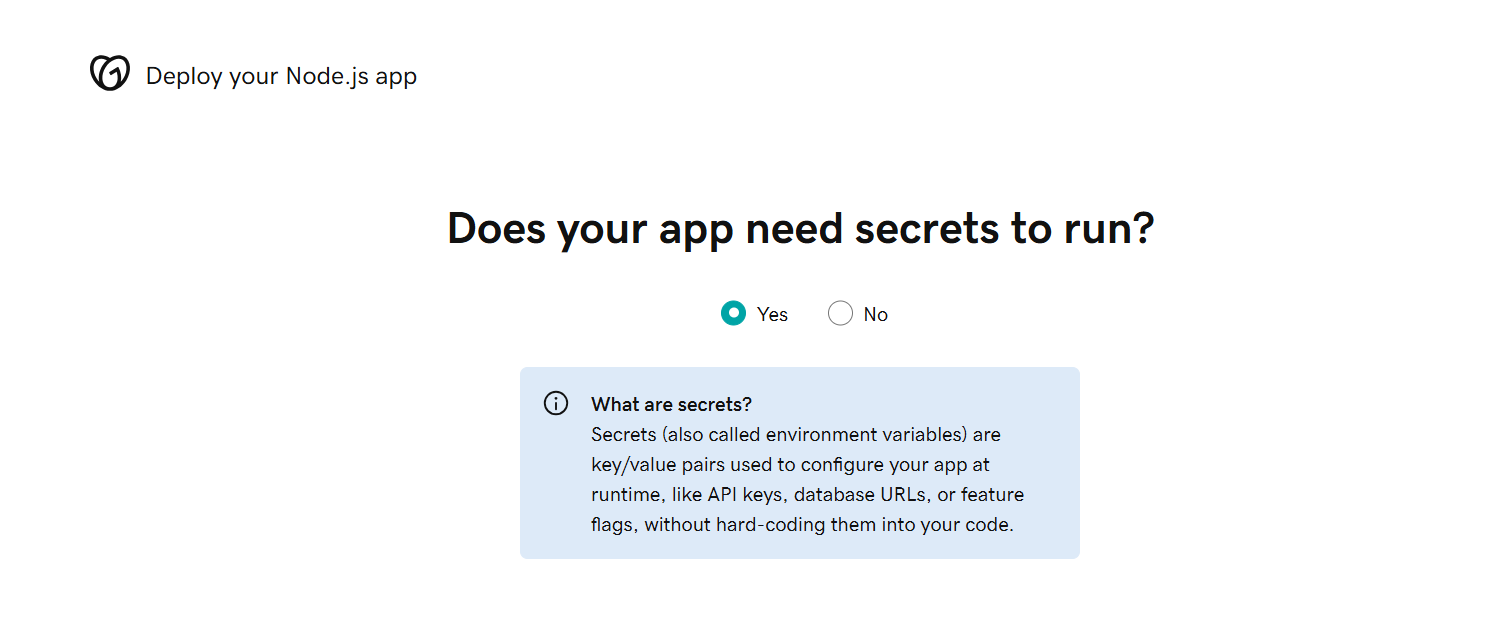 Deploy your Node.js app
Does your app need secrets to run?
Yes No
What are secrets?
Secrets (also called environment variables) are
key/value pairs used to configure your app at
runtime, like API keys, database URLs, or feature
flags, without hard-coding them into your code.